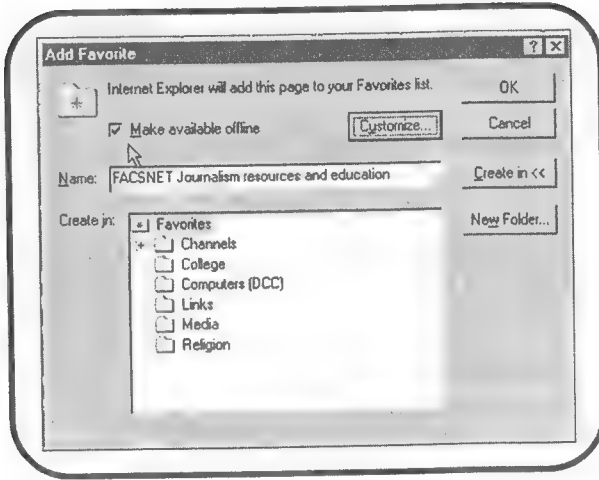 Add Favorite
Internet Explorer will add this page to your Favorites list.
OK
Make available offline
Customize...
Cancel
Name: FACSNET Journalism resources and education
Create in <<
Create in:
Favorites
New Folder...
Channels
College
Computers (DCC)
Links
Media
Religion